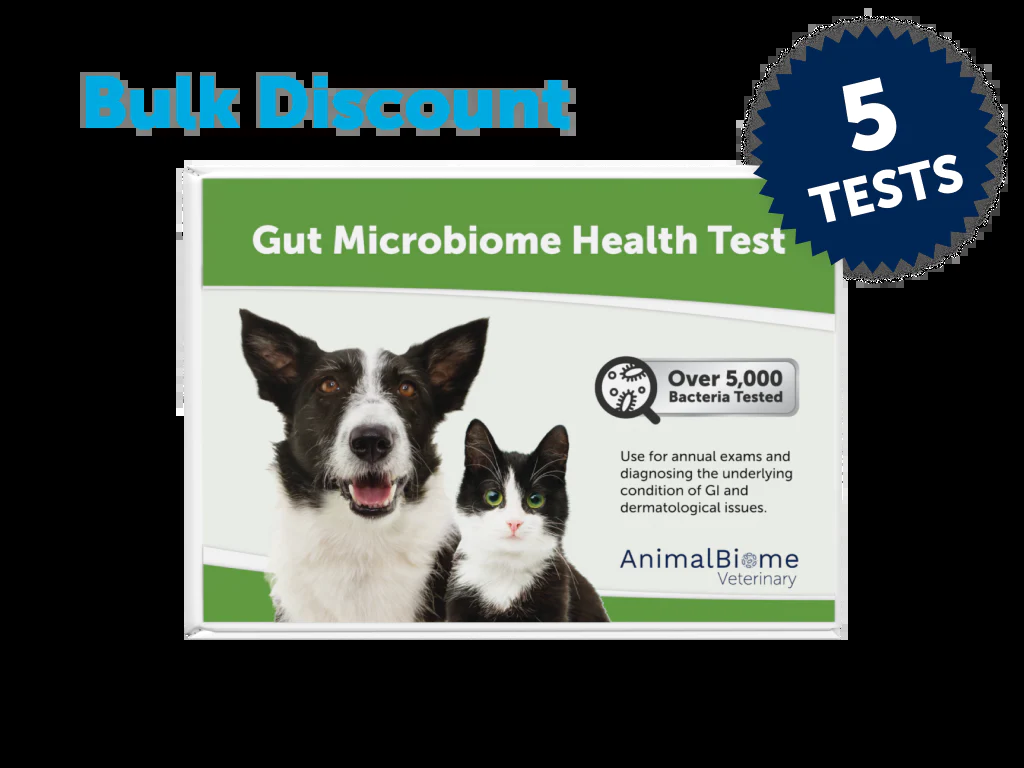 Bulk Discount
5
TESTS
Gut Microbiome Health Test
Over 5,000
Bacteria Tested
Use for annual exams and
diagnosing the underlying
condition of GI and
dermatological issues.
AnimalBiome
Veterinary